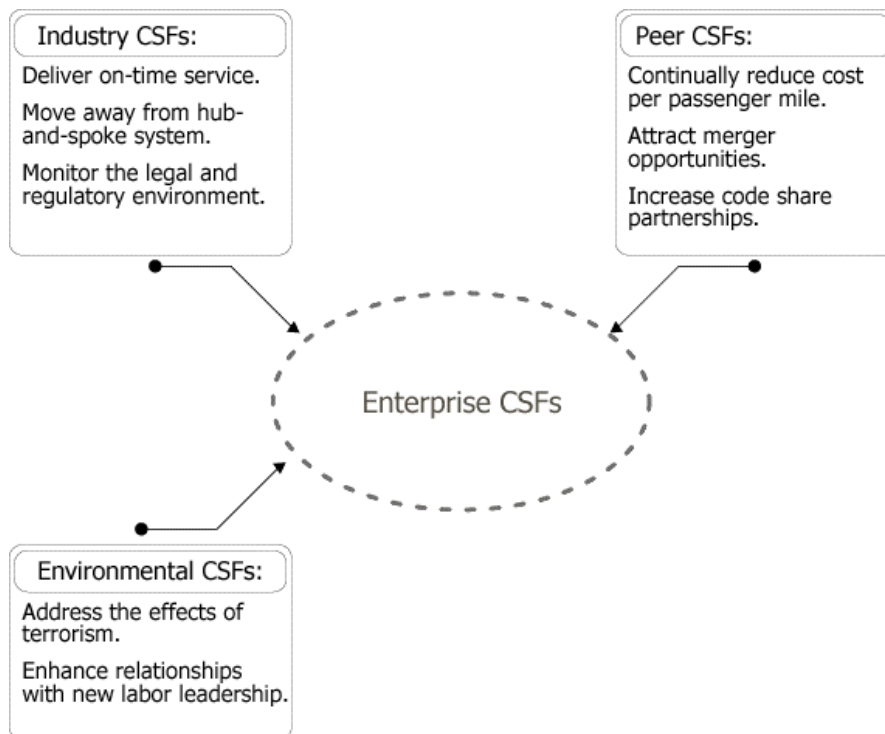 Industry CSFs:
Deliver on-time service.
Move away from hub-
and-spoke system.
Monitor the legal and
regulatory environment.
Peer CSFs:
Continually reduce cost
per passenger mile.
Attract merger
opportunities.
Increase code share
partnerships.
Enterprise CSFs
Environmental CSFs:
Address the effects of
terrorism.
Enhance relationships
with new labor leadership.